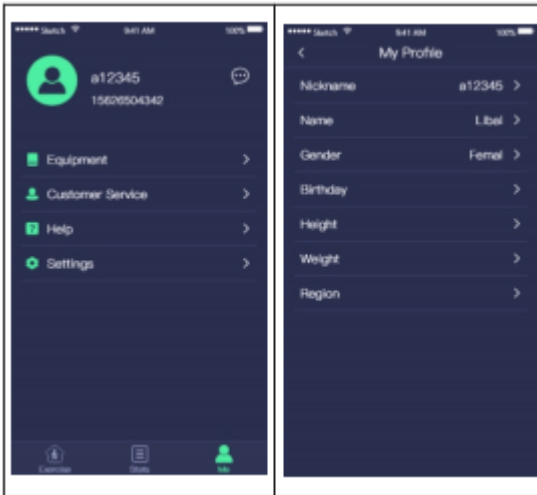 Sketch 9:41 AM 100%
a12345
15626504342
Equipment
Customer Service
Help
Settings
Exercise Stats Me
Sketch 9:41 AM 100%
My Profile
Nickname a12345
Name Libal
Gender Femal
Birthday
Height
Weight
Region